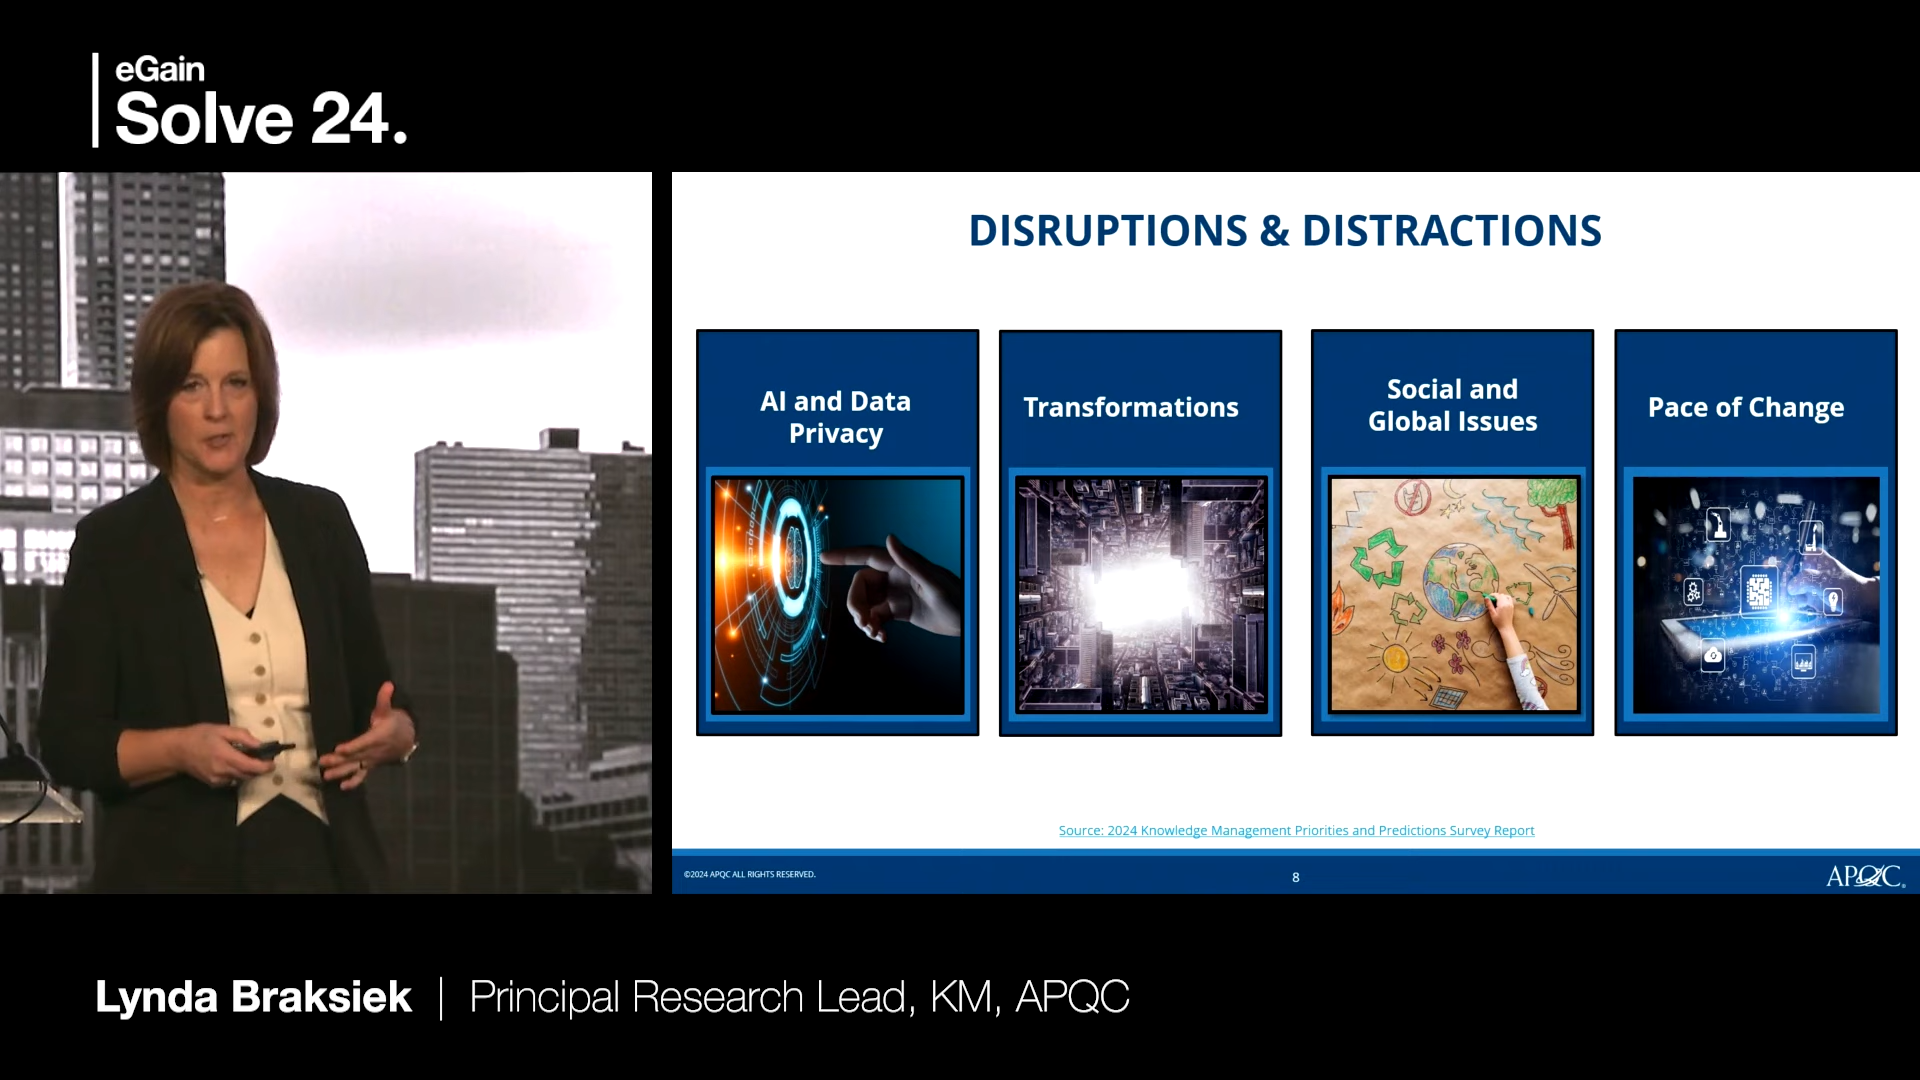 eGain
Solve 24.
DISRUPTIONS & DISTRACTIONS
AI and Data
Privacy
Transformations
Social and
Global Issues
Pace of Change
Source: 2024 Knowledge Management Priorities and Predictions Survey Report
©2024 APQC ALL RIGHTS RESERVED.
8
APQC
Lynda Braksiek | Principal Research Lead, KM, APQC